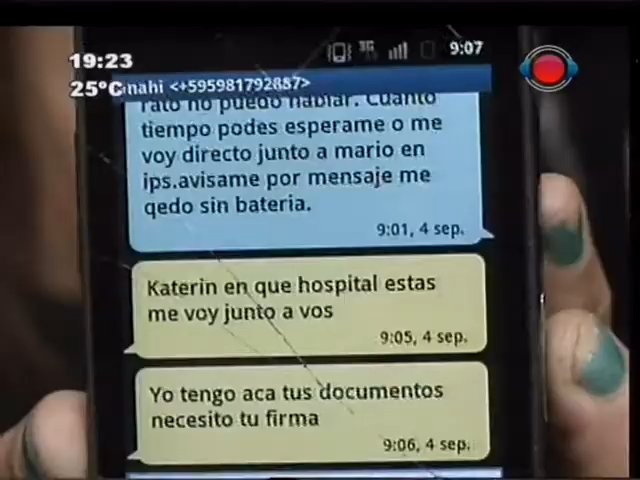 19:23
25°C
9:07
nahi <+595981792887>
rato no puedo hablar. Cuanto
tiempo podes esperame o me
voy directo junto a mario en
ips.avisame por mensaje me
qedo sin bateria.
9:01, 4 sep.
Katerin en que hospital estas
me voy junto a vos
9:05, 4 sep.
Yo tengo aca tus documentos
necesito tu firma
9:06, 4 sep.